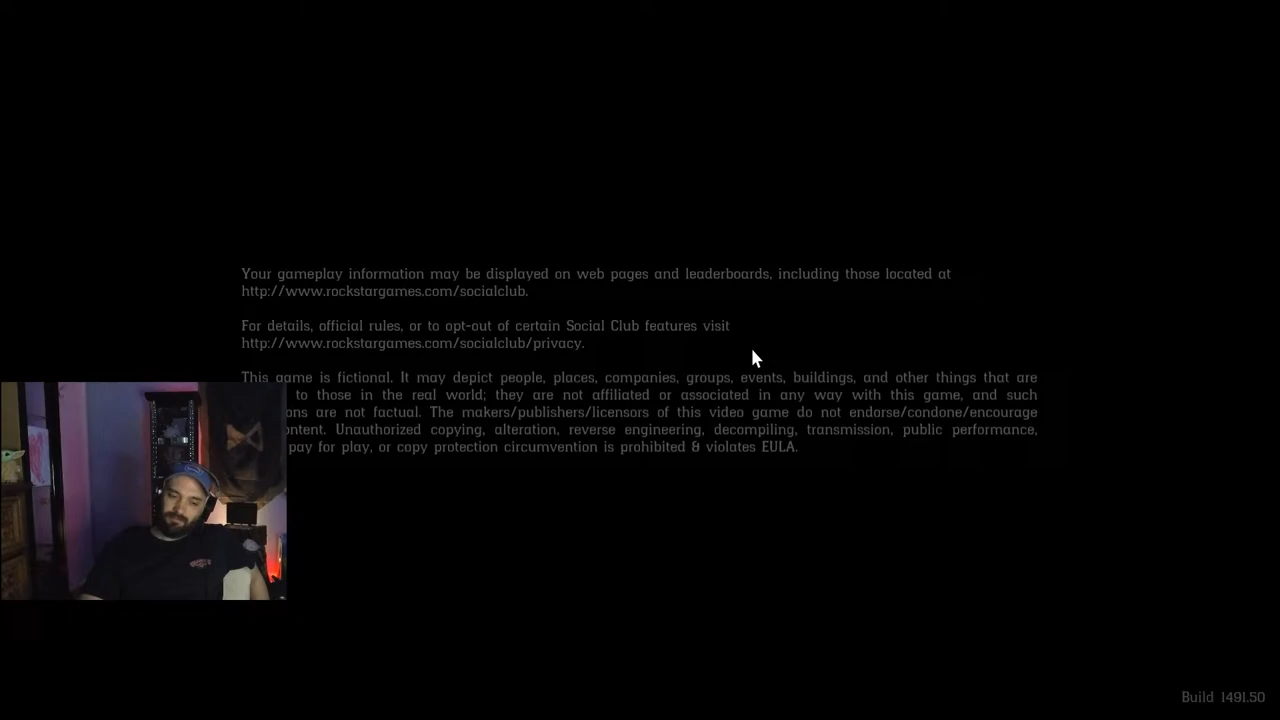 Your gameplay information may be displayed on web pages and leaderboards, including those located at
http://www.rockstargames.com/socialclub.
For details, official rules, or to opt-out of certain Social Club features visit
http://www.rockstargames.com/socialclub/privacy.
This game is fictional. It may depict people, places, companies, groups, events, buildings, and other things that are
to those in the real world; they are not affiliated or associated in any way with this game, and such
are not factual. The makers/publishers/licensors of this video game do not endorse/condone/encourage
Unauthorized copying, alteration, reverse engineering, decompiling, transmission, public performance,
pay for play, or copy protection circumvention is prohibited & violates EULA.
Build 1491.50